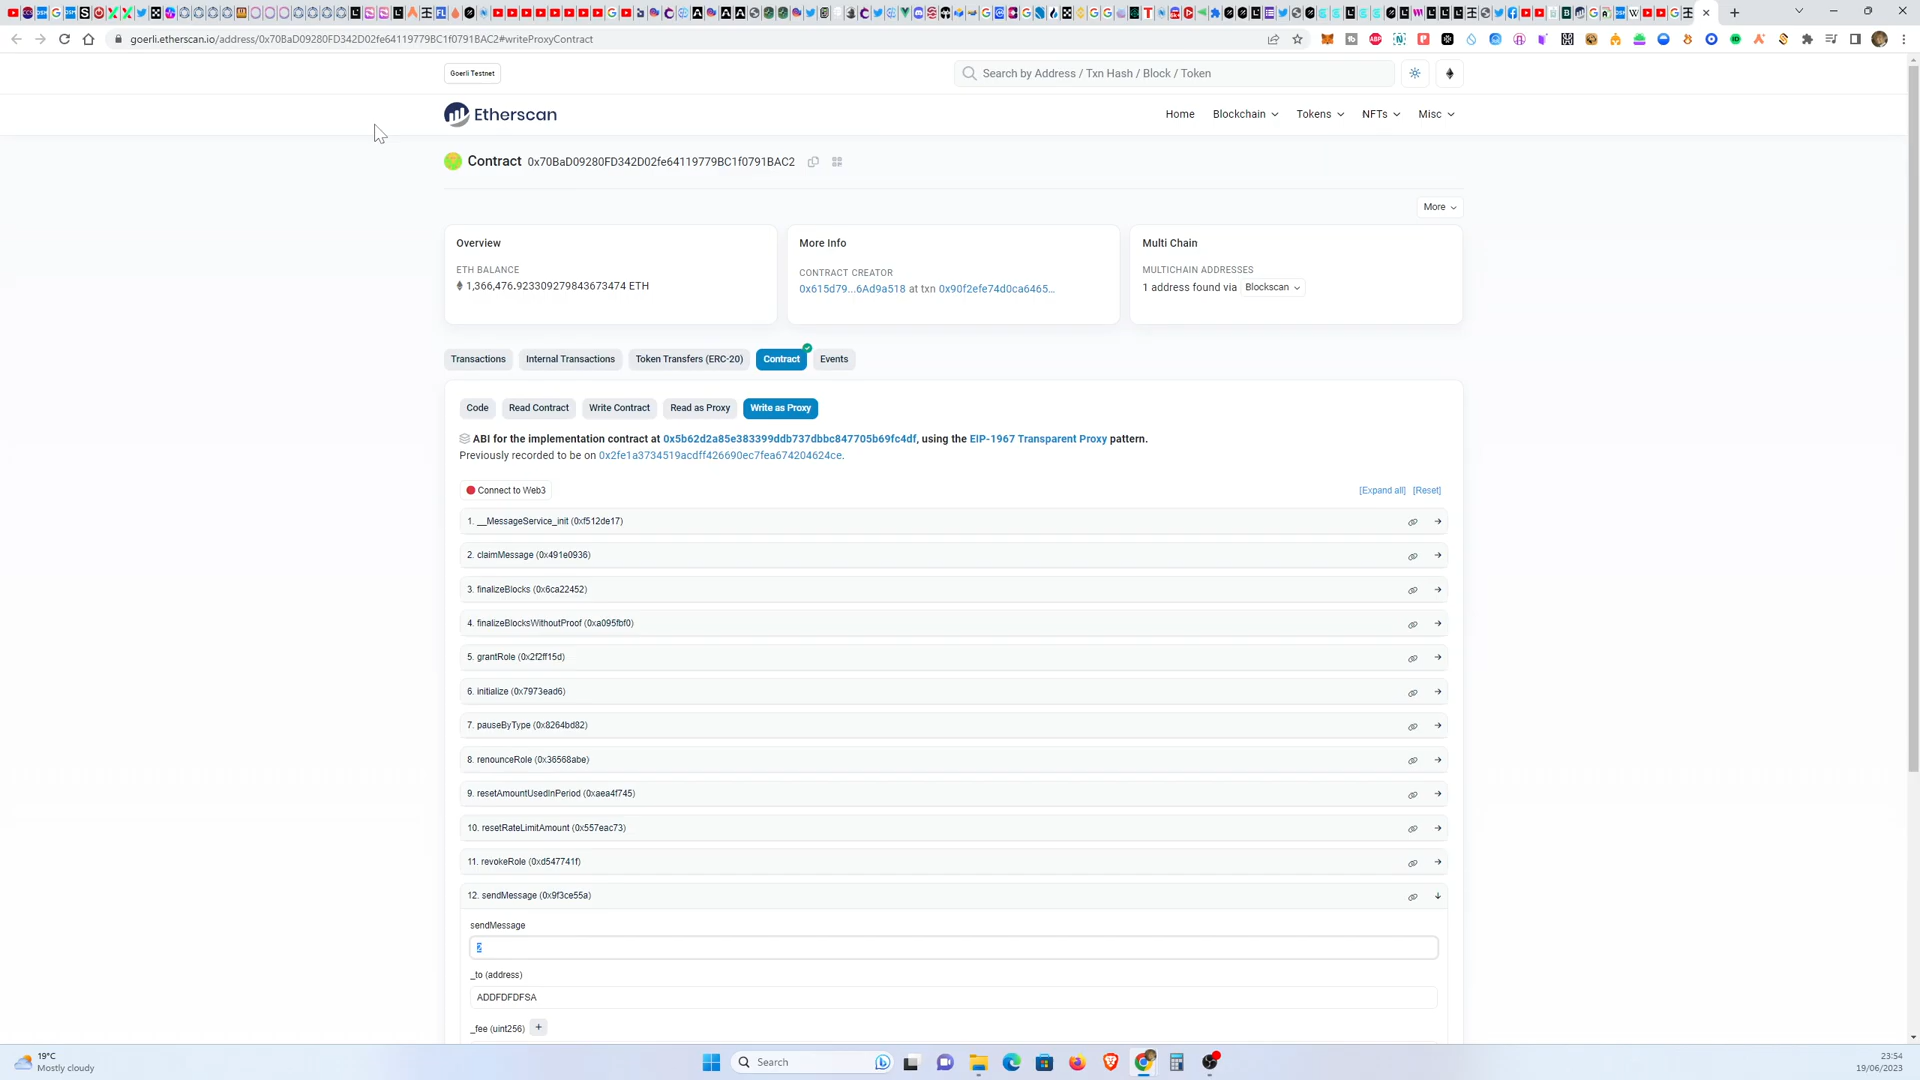 goerli.etherscan.io/address/0x70BaD09280FD342D02fe64119779BC1f0791BAC2#writeProxyContract
Goerli Testnet
Search by Address / Txn Hash / Block / Token
Etherscan
Home Blockchain Tokens NFTs Misc
Contract 0x70BaD09280FD342D02fe64119779BC1f0791BAC2
More
Overview
ETH BALANCE
1,366,476.923309279843673474 ETH
More Info
CONTRACT CREATOR
0x615d79...6Ad9a518 at txn 0x90f2efe74d0ca6465...
Multi Chain
MULTICHAIN ADDRESSES
1 address found via Blockscan
Transactions Internal Transactions Token Transfers (ERC-20) Contract Events
Code Read Contract Write Contract Read as Proxy Write as Proxy
ABI for the implementation contract at 0x5b62d2a85e383399ddb737dbbc847705b69fc4df, using the EIP-1967 Transparent Proxy pattern.
Previously recorded to be on 0x2fe1a3734519acdff426690ec7fea674204624ce.
Connect to Web3 [Expand all] [Reset]
1. __MessageService_init (0xf512de17)
2. claimMessage (0x491e0936)
3. finalizeBlocks (0x6ca22452)
4. finalizeBlocksWithoutProof (0xa095fbf0)
5. grantRole (0x2f2ff15d)
6. initialize (0x7973ead6)
7. pauseByType (0x8264bd82)
8. renounceRole (0x36568abe)
9. resetAmountUsedInPeriod (0xaea4f745)
10. resetRateLimitAmount (0x557eac73)
11. revokeRole (0xd547741f)
12. sendMessage (0x9f3ce55a)
sendMessage
2
_to (address)
ADDFDFDFSA
_fee (uint256) +
19°C
Mostly cloudy
Search
23:54
19/06/2023